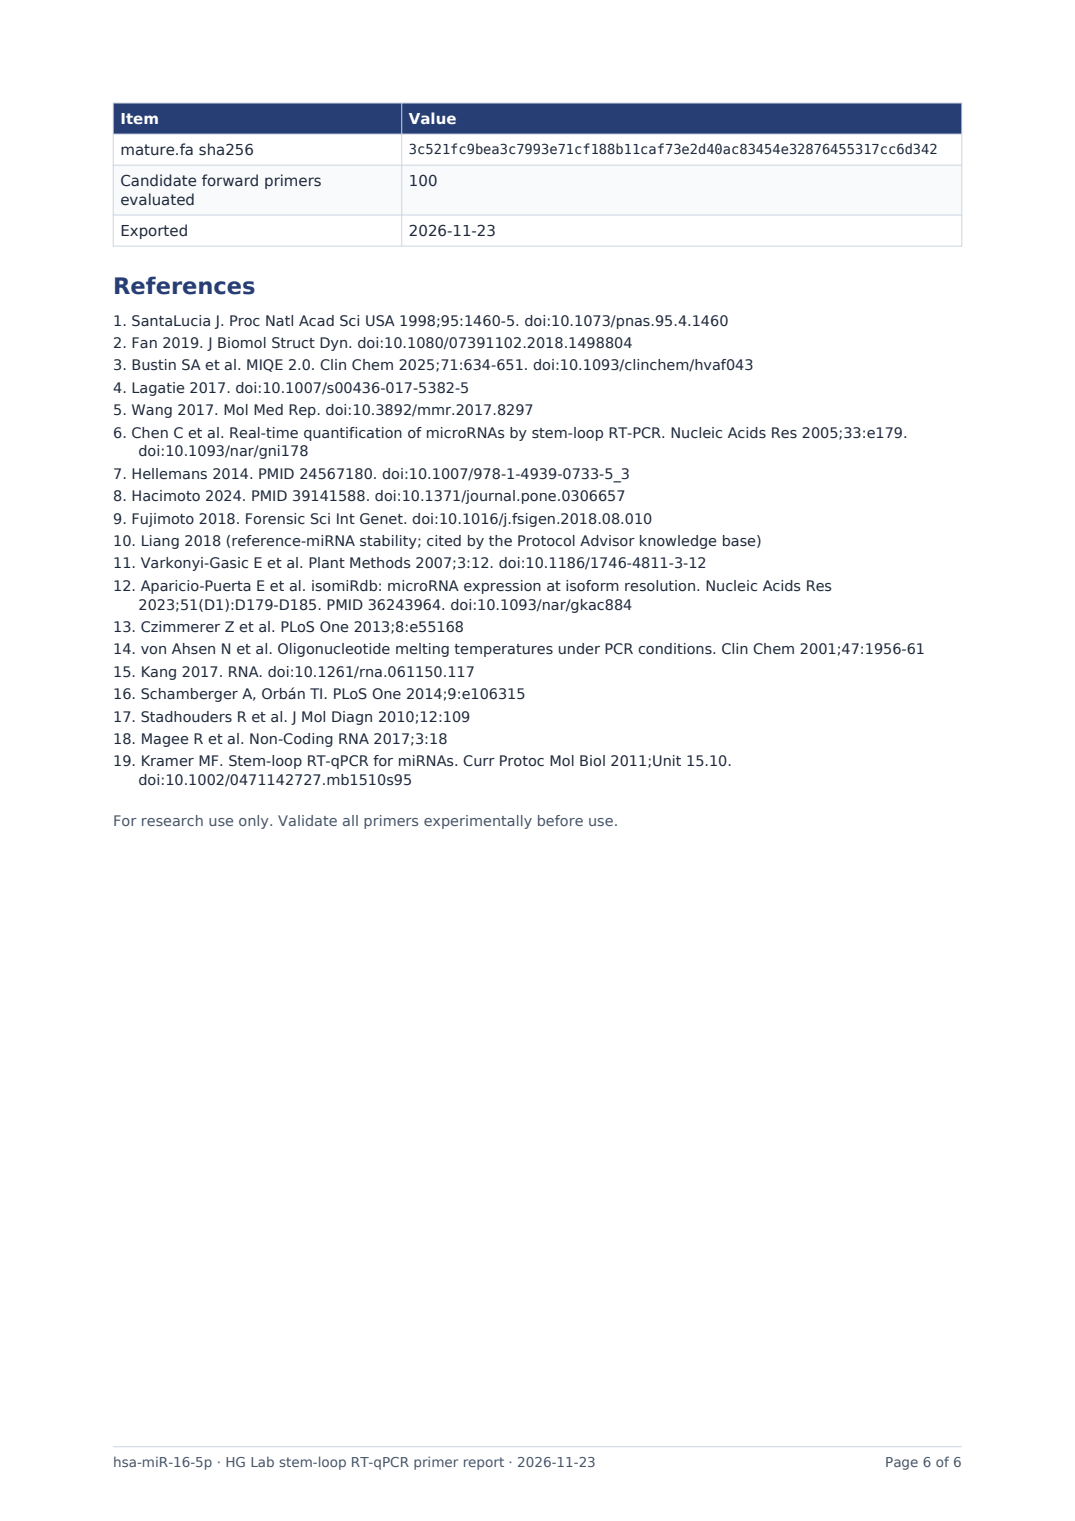 Item Value
mature.fa sha256 3c521fc9bea3c7993e71cf188b11caf73e2d40ac83454e32876455317cc6d342
Candidate forward primers 100
evaluated
Exported 2026-11-23
References
1. SantaLucia J. Proc Natl Acad Sci USA 1998;95:1460-5. doi:10.1073/pnas.95.4.1460
2. Fan 2019. J Biomol Struct Dyn. doi:10.1080/07391102.2018.1498804
3. Bustin SA et al. MIQE 2.0. Clin Chem 2025;71:634-651. doi:10.1093/clinchem/hvaf043
4. Lagatie 2017. doi:10.1007/s00436-017-5382-5
5. Wang 2017. Mol Med Rep. doi:10.3892/mmr.2017.8297
6. Chen C et al. Real-time quantification of microRNAs by stem-loop RT-PCR. Nucleic Acids Res 2005;33:e179.
doi:10.1093/nar/gni178
7. Hellemans 2014. PMID 24567180. doi:10.1007/978-1-4939-0733-5_3
8. Hacimoto 2024. PMID 39141588. doi:10.1371/journal.pone.0306657
9. Fujimoto 2018. Forensic Sci Int Genet. doi:10.1016/j.fsigen.2018.08.010
10. Liang 2018 (reference-miRNA stability; cited by the Protocol Advisor knowledge base)
11. Varkonyi-Gasic E et al. Plant Methods 2007;3:12. doi:10.1186/1746-4811-3-12
12. Aparicio-Puerta E et al. isomiRdb: microRNA expression at isoform resolution. Nucleic Acids Res
2023;51(D1):D179-D185. PMID 36243964. doi:10.1093/nar/gkac884
13. Czimmerer Z et al. PLoS One 2013;8:e55168
14. von Ahsen N et al. Oligonucleotide melting temperatures under PCR conditions. Clin Chem 2001;47:1956-61
15. Kang 2017. RNA. doi:10.1261/rna.061150.117
16. Schamberger A, Orbán TI. PLoS One 2014;9:e106315
17. Stadhouders R et al. J Mol Diagn 2010;12:109
18. Magee R et al. Non-Coding RNA 2017;3:18
19. Kramer MF. Stem-loop RT-qPCR for miRNAs. Curr Protoc Mol Biol 2011;Unit 15.10.
doi:10.1002/0471142727.mb1510s95
For research use only. Validate all primers experimentally before use.
hsa-miR-16-5p · HG Lab stem-loop RT-qPCR primer report · 2026-11-23 Page 6 of 6